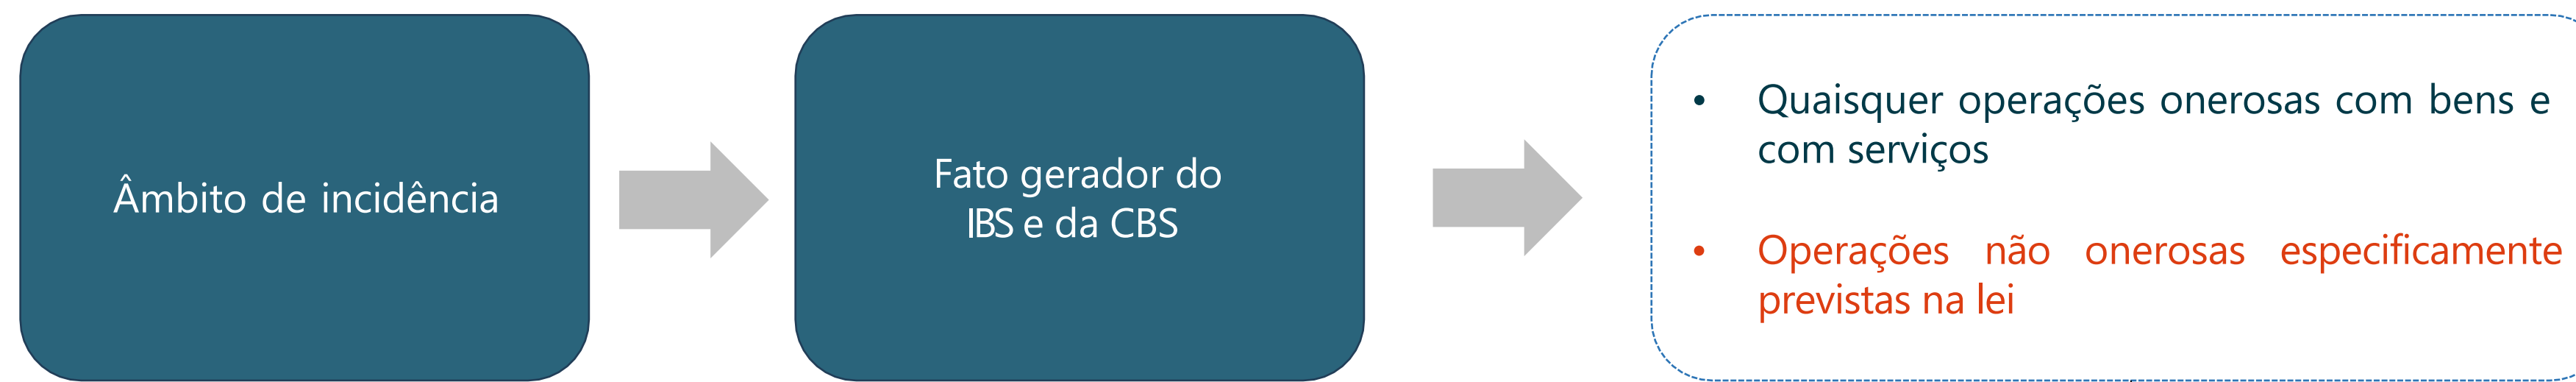 Âmbito de incidência
Fato gerador do
IBS e da CBS
• Quaisquer operações onerosas com bens e
com serviços
• Operações não onerosas especificamente
previstas na lei